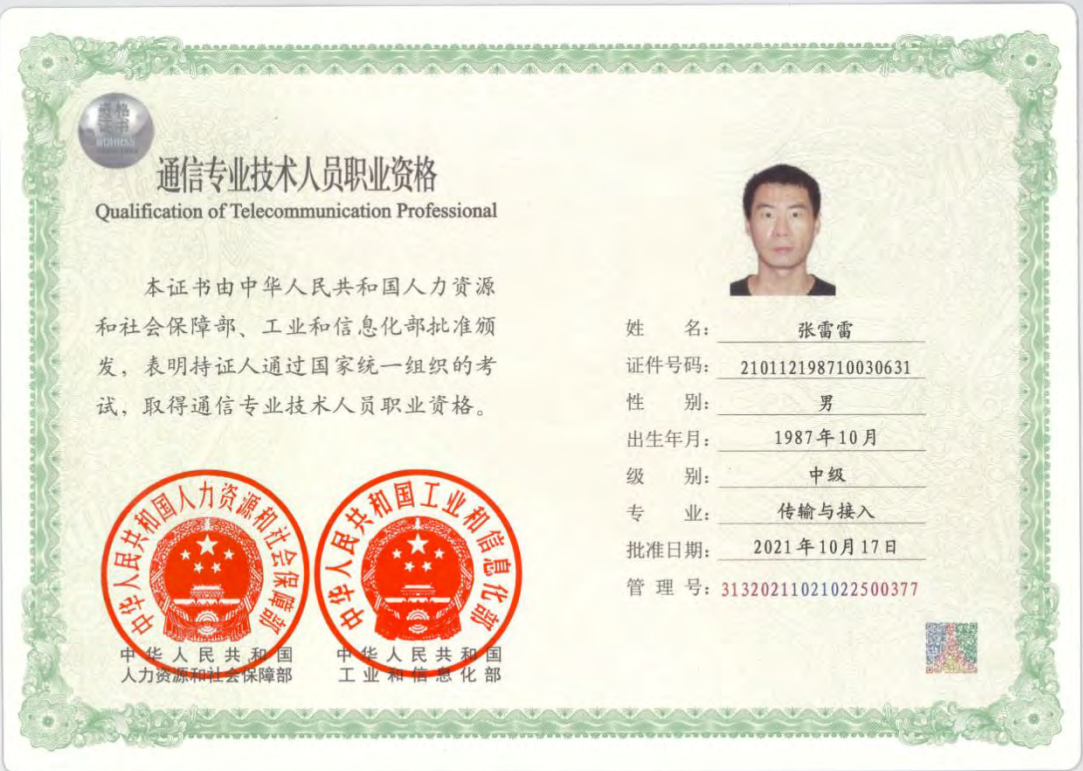 资格
证书
MOHRSS
通信专业技术人员职业资格
Qualification of Telecommunication Professional
本证书由中华人民共和国人力资源
和社会保障部、工业和信息化部批准颁
发，表明持证人通过国家统一组织的考
试，取得通信专业技术人员职业资格。
中华人民共和国人力资源和社会保障部
中华人民共和国
人力资源和社会保障部
中华人民共和国工业和信息化部
中华人民共和国
工业和信息化部
姓 名： 张雷雷
证件号码： 210112198710030631
性 别： 男
出生年月： 1987年10月
级 别： 中级
专 业： 传输与接入
批准日期： 2021年10月17日
管 理 号： 31320211021022500377